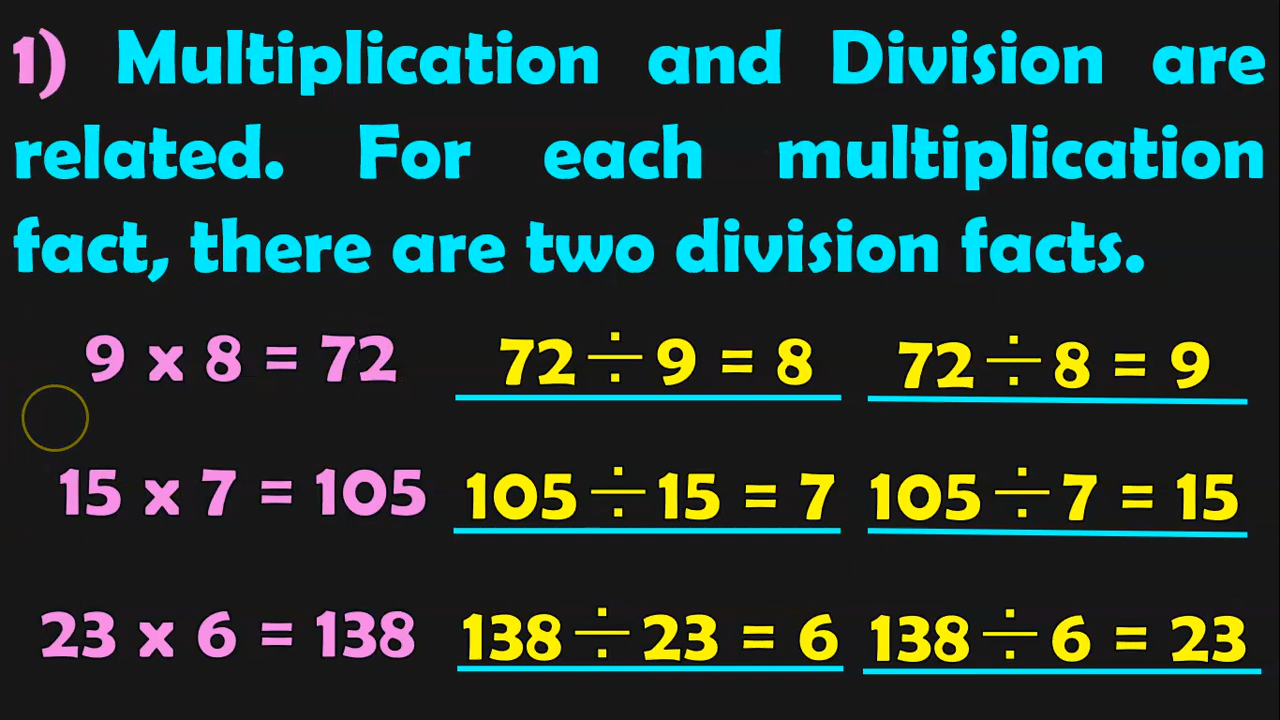 1) Multiplication and Division are
related. For each multiplication
fact, there are two division facts.
9 x 8 = 72 72 ÷ 9 = 8 72 ÷ 8 = 9
15 x 7 = 105 105 ÷ 15 = 7 105 ÷ 7 = 15
23 x 6 = 138 138 ÷ 23 = 6 138 ÷ 6 = 23